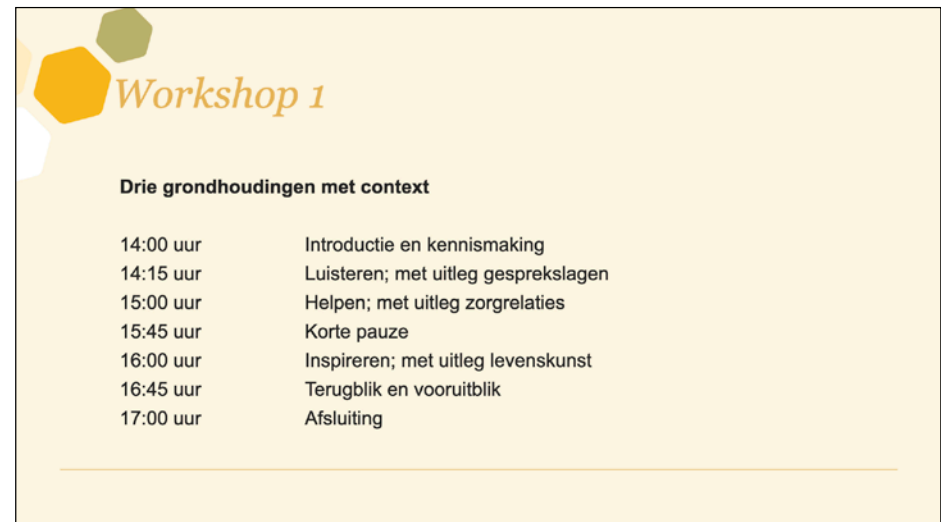 Workshop 1
Drie grondhoudingen met context
14:00 uur Introductie en kennismaking
14:15 uur Luisteren; met uitleg gesprekslagen
15:00 uur Helpen; met uitleg zorgrelaties
15:45 uur Korte pauze
16:00 uur Inspireren; met uitleg levenskunst
16:45 uur Terugblik en vooruitblik
17:00 uur Afsluiting